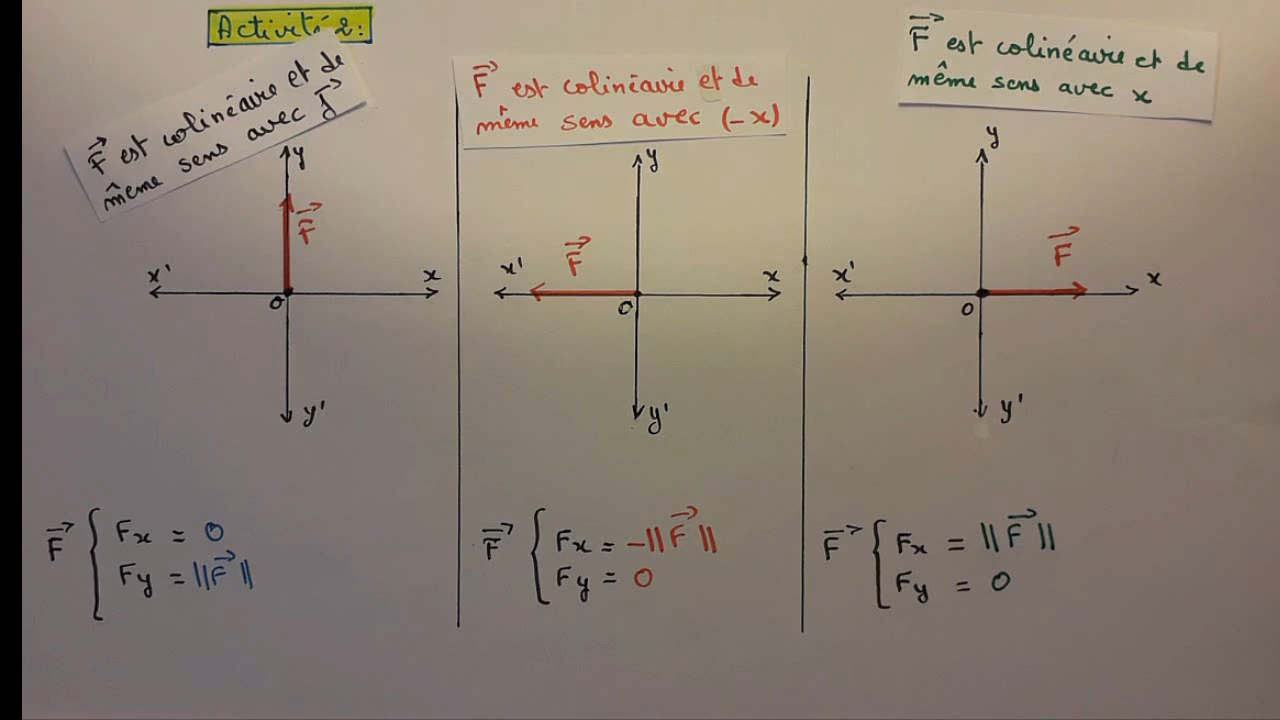 Activité 2:
F⃗ est colinéaire et de
même sens avec J⃗
y
F⃗
x'
x
O
y'
F⃗ { Fx = 0
Fy = ||F⃗||
F⃗ est colinéaire et de
même sens avec (-x)
y
F⃗
x'
x
O
y'
F⃗ { Fx = -||F⃗||
Fy = 0
F⃗ est colinéaire et de
même sens avec x
y
F⃗
x'
x
O
y'
F⃗ { Fx = ||F⃗||
Fy = 0